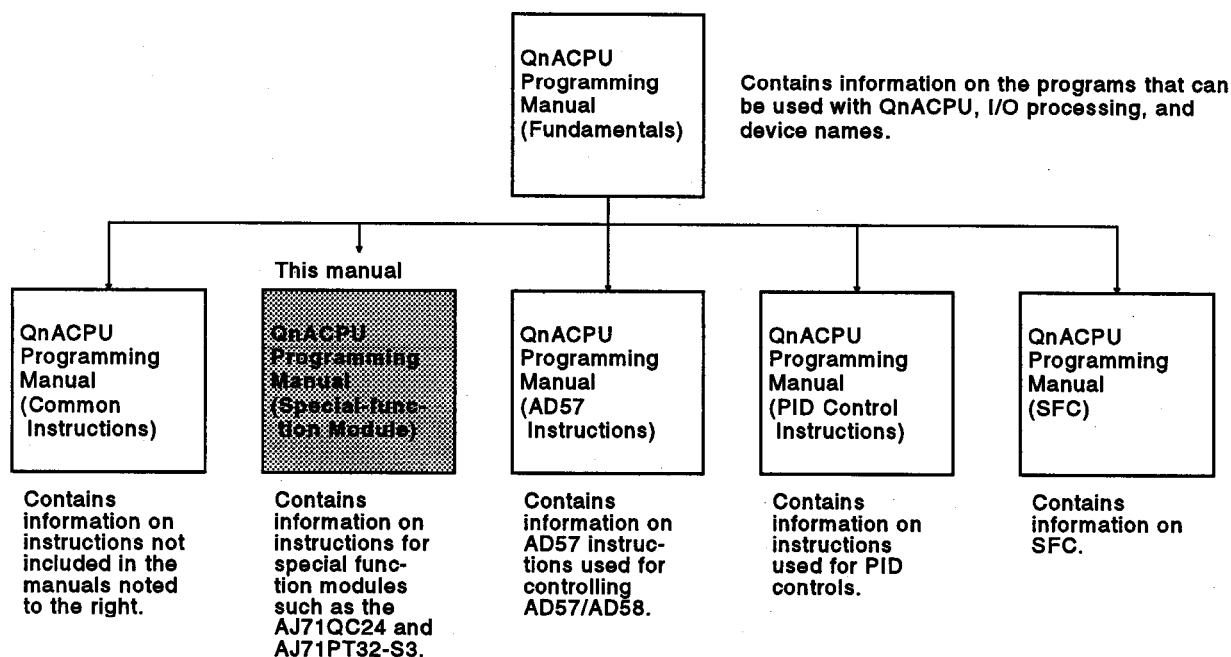 QnACPU
Programming
Manual
(Fundamentals)
Contains information on the programs that can
be used with QnACPU, I/O processing, and
device names.
This manual
QnACPU
Programming
Manual
(Common
Instructions)
QnACPU
Programming
Manual
(Special-func-
tion Module)
QnACPU
Programming
Manual
(AD57
Instructions)
QnACPU
Programming
Manual
(PID Control
Instructions)
QnACPU
Programming
Manual
(SFC)
Contains
information on
instructions not
included in the
manuals noted
to the right.
Contains
information on
instructions for
special func-
tion modules
such as the
AJ71QC24 and
AJ71PT32-S3.
Contains
information on
AD57 instruc-
tions used for
controlling
AD57/AD58.
Contains
information on
instructions
used for PID
controls.
Contains
information on
SFC.